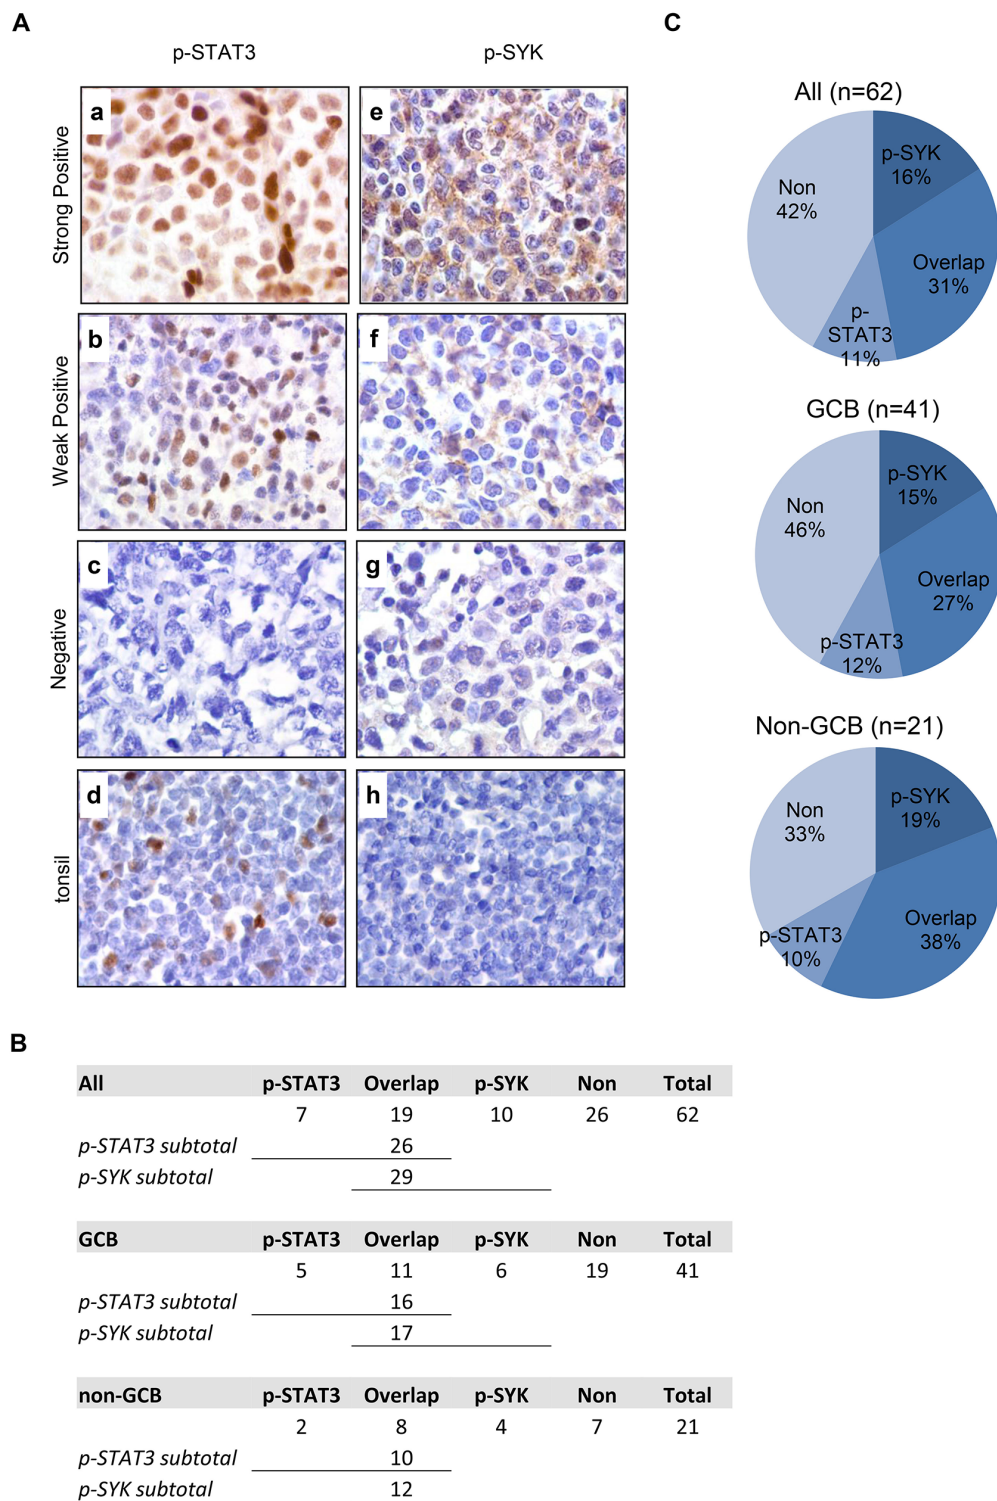 A
p-STAT3
p-SYK
Strong Positive
a
e
Weak Positive
b
f
Negative
c
g
tonsil
d
h
C
All (n=62)
p-SYK
16%
Non
42%
Overlap
31%
p-
STAT3
11%
GCB (n=41)
p-SYK
15%
Non
46%
Overlap
27%
p-STAT3
12%
Non-GCB (n=21)
p-SYK
19%
Non
33%
Overlap
38%
p-STAT3
10%
B
All p-STAT3 Overlap p-SYK Non Total
7 19 10 26 62
p-STAT3 subtotal 26
p-SYK subtotal 29
GCB p-STAT3 Overlap p-SYK Non Total
5 11 6 19 41
p-STAT3 subtotal 16
p-SYK subtotal 17
non-GCB p-STAT3 Overlap p-SYK Non Total
2 8 4 7 21
p-STAT3 subtotal 10
p-SYK subtotal 12